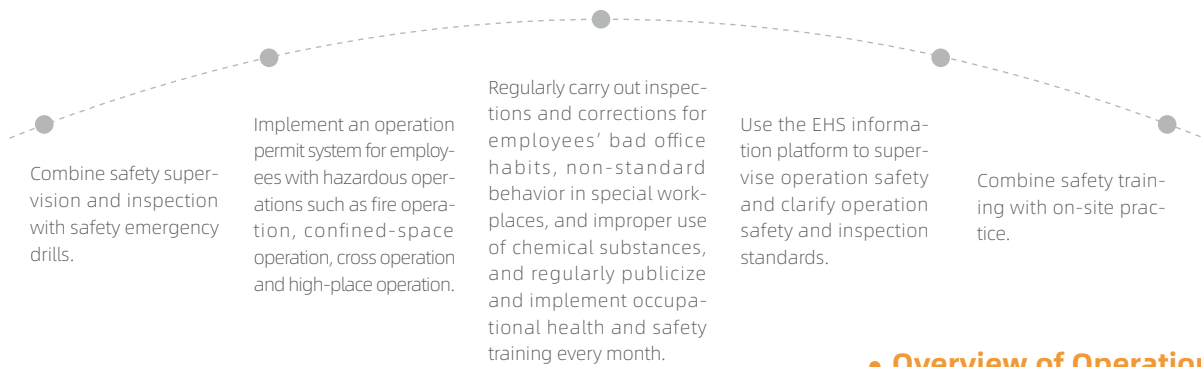 Combine safety super-
vision and inspection
with safety emergency
drills.
Implement an operation
permit system for employ-
ees with hazardous oper-
ations such as fire opera-
tion, confined-space
operation, cross operation
and high-place operation.
Regularly carry out inspec-
tions and corrections for
employees' bad office
habits, non-standard
behavior in special work-
places, and improper use
of chemical substances,
and regularly publicize
and implement occupa-
tional health and safety
training every month.
Use the EHS informa-
tion platform to super-
vise operation safety
and clarify operation
safety and inspection
standards.
Combine safety train-
ing with on-site prac-
tice.
• Overview of Operation